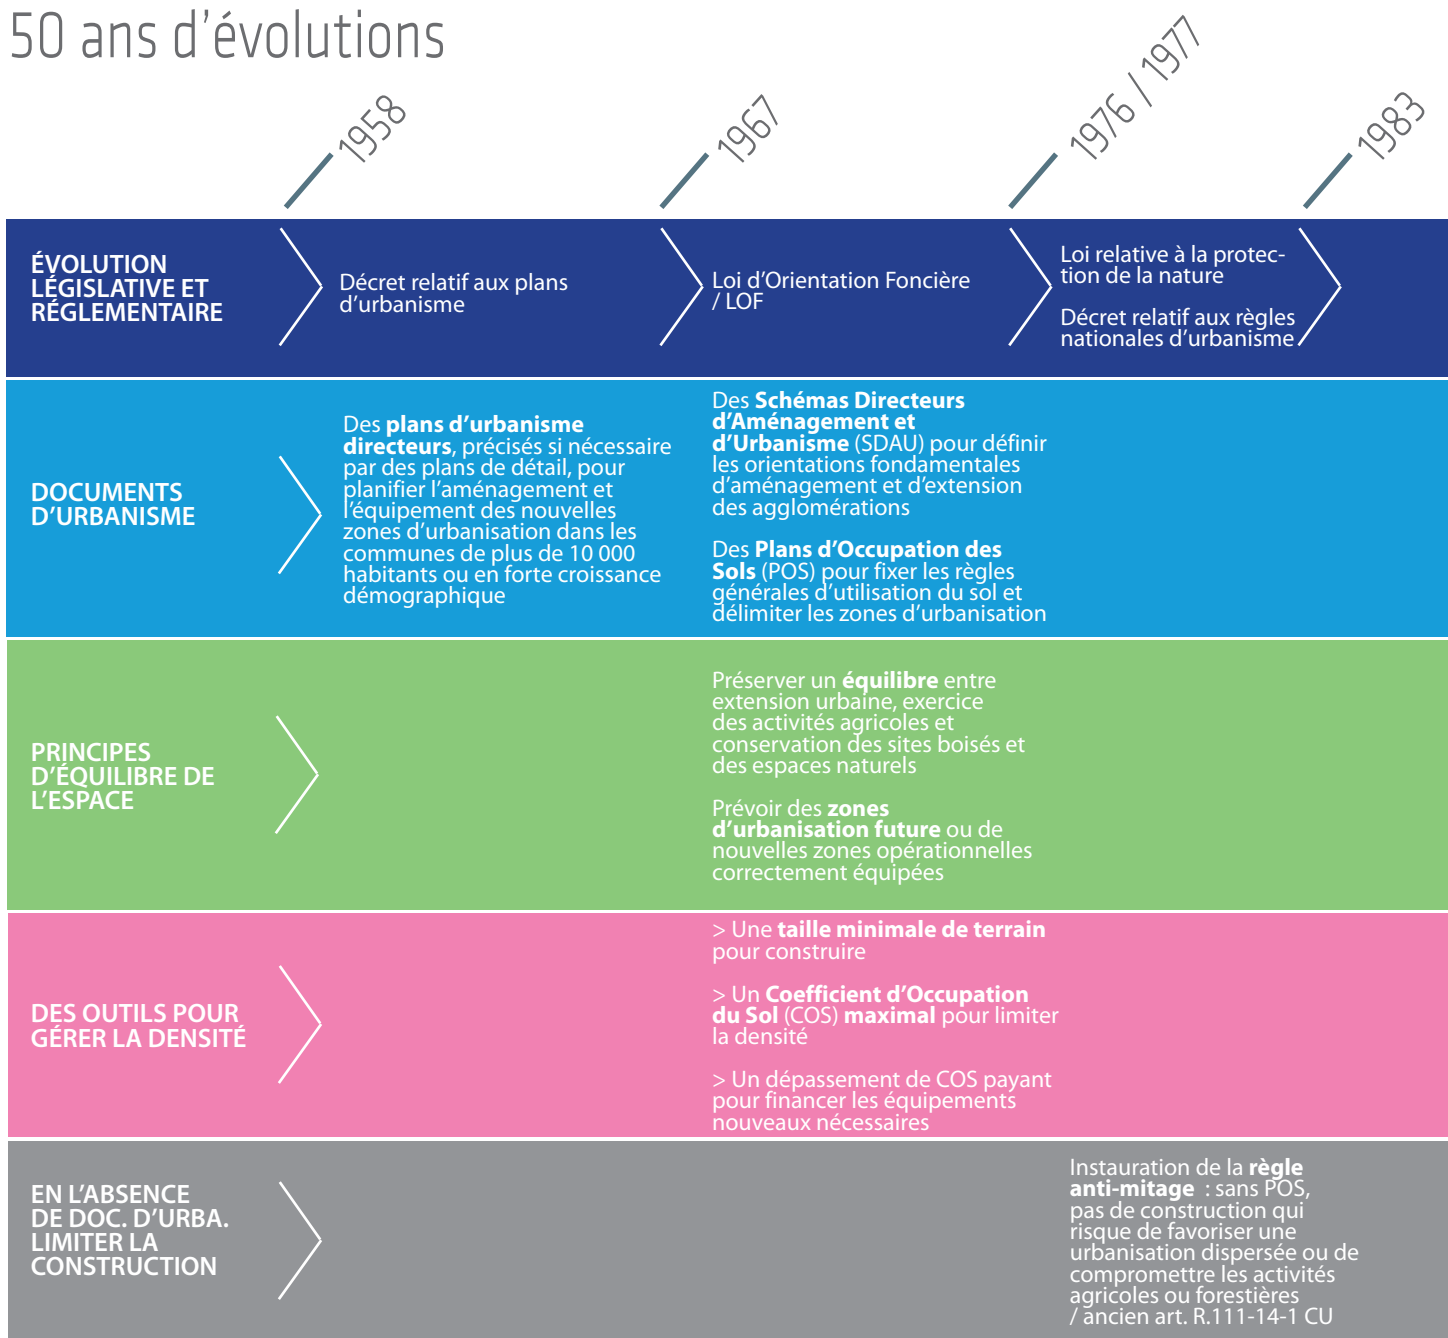 50 ans d’évolutions
1958
1967
1976 / 1977
1983
ÉVOLUTION
LÉGISLATIVE ET
RÉGLEMENTAIRE
Décret relatif aux plans
d’urbanisme
Loi d’Orientation Foncière
/ LOF
Loi relative à la protec-
tion de la nature
Décret relatif aux règles
nationales d’urbanisme
DOCUMENTS
D’URBANISME
Des plans d’urbanisme
directeurs, précisés si nécessaire
par des plans de détail, pour
planifier l’aménagement et
l’équipement des nouvelles
zones d’urbanisation dans les
communes de plus de 10 000
habitants ou en forte croissance
démographique
Des Schémas Directeurs
d’Aménagement et
d’Urbanisme (SDAU) pour définir
les orientations fondamentales
d’aménagement et d’extension
des agglomérations
Des Plans d’Occupation des
Sols (POS) pour fixer les règles
générales d’utilisation du sol et
délimiter les zones d’urbanisation
PRINCIPES
D’ÉQUILIBRE DE
L’ESPACE
Préserver un équilibre entre
extension urbaine, exercice
des activités agricoles et
conservation des sites boisés et
des espaces naturels
Prévoir des zones
d’urbanisation future ou de
nouvelles zones opérationnelles
correctement équipées
DES OUTILS POUR
GÉRER LA DENSITÉ
> Une taille minimale de terrain
pour construire
> Un Coefficient d’Occupation
du Sol (COS) maximal pour limiter
la densité
> Un dépassement de COS payant
pour financer les équipements
nouveaux nécessaires
EN L’ABSENCE
DE DOC. D’URBA.
LIMITER LA
CONSTRUCTION
Instauration de la règle
anti-mitage : sans POS,
pas de construction qui
risque de favoriser une
urbanisation dispersée ou de
compromettre les activités
agricoles ou forestières
/ ancien art. R.111-14-1 CU